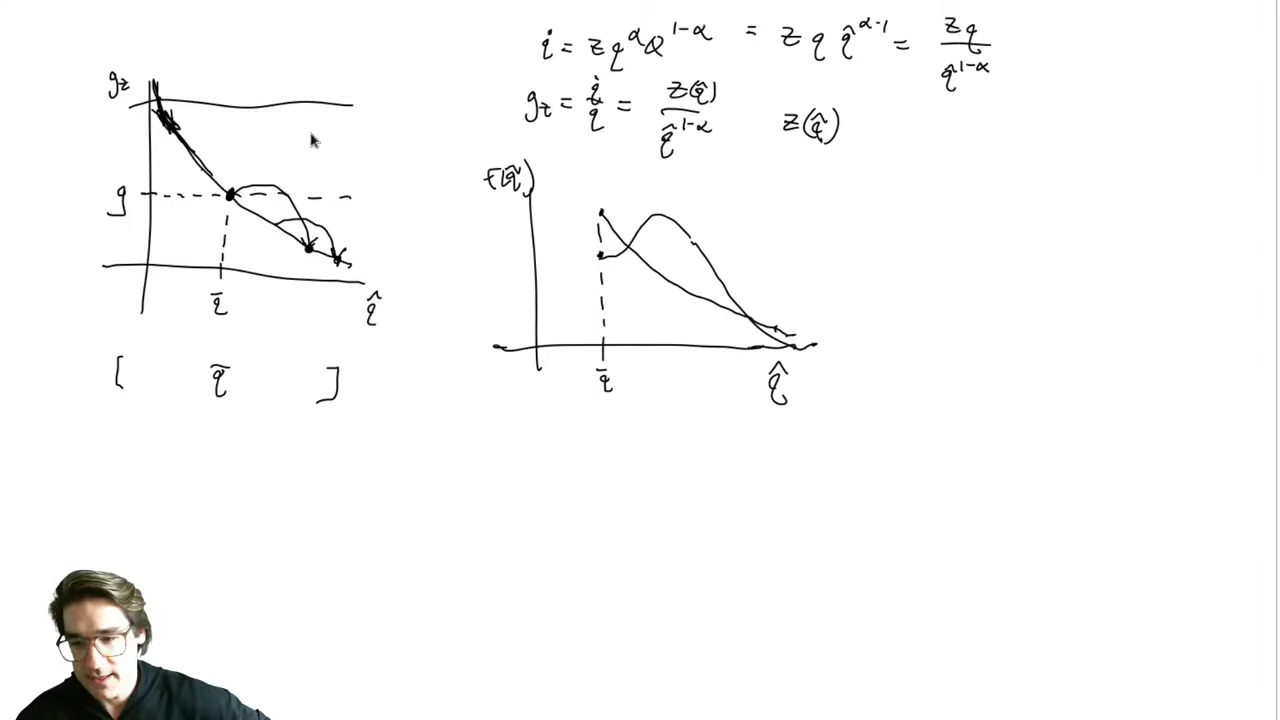 q̇ = z q^α Q^{1-α} = z q q̂^{α-1} = zq / q̂^{1-α}
g_z = q̇/q = z(q̂) / q̂^{1-α}    z(q̂)
g_z
g
q̄
q̂
[ q̄ ]
f(q̂)
q̄
q̂